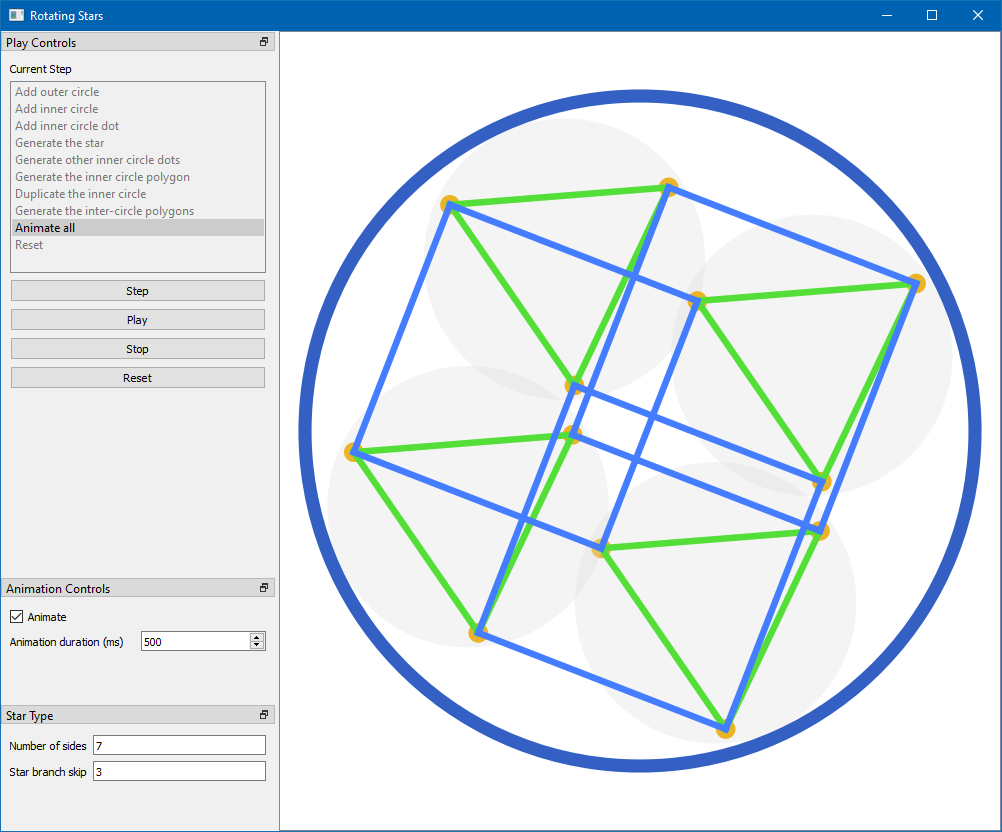 Rotating Stars
Play Controls
Current Step
Add outer circle
Add inner circle
Add inner circle dot
Generate the star
Generate other inner circle dots
Generate the inner circle polygon
Duplicate the inner circle
Generate the inter-circle polygons
Animate all
Reset
Step
Play
Stop
Reset
Animation Controls
Animate
Animation duration (ms) 500
Star Type
Number of sides 7
Star branch skip 3